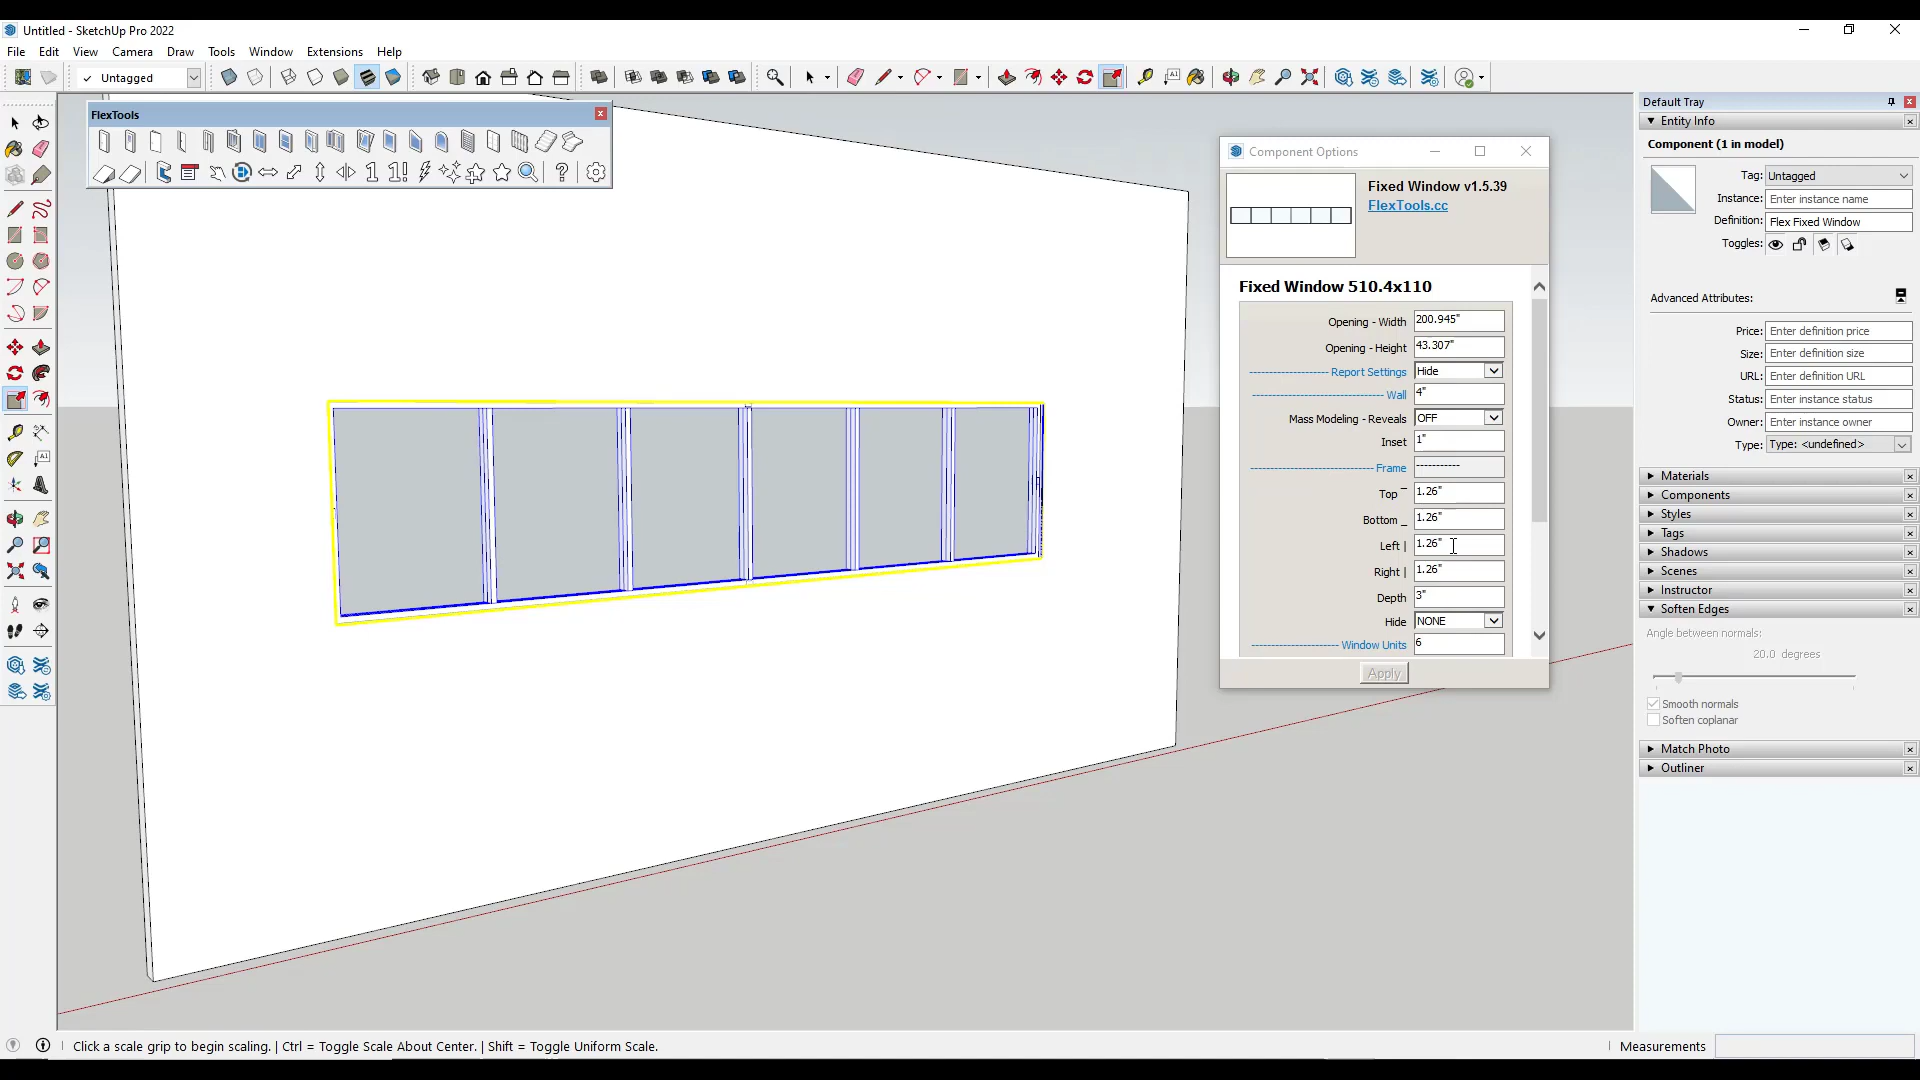 Untitled - SketchUp Pro 2022
File Edit View Camera Draw Tools Window Extensions Help
✓ Untagged
FlexTools
1 1!
?
Component Options
Fixed Window v1.5.39
FlexTools.cc
Fixed Window 510.4x110
Opening - Width 200.945"
Opening - Height 43.307"
-------------------- Report Settings Hide
------------------------------------ Wall 4"
Mass Modeling - Reveals OFF
Inset 1"
-------------------------------- Frame -----------
Top ¯ 1.26"
Bottom _ 1.26"
Left | 1.26"
Right | 1.26"
Depth 3"
Hide NONE
----------------------- Window Units 6
Apply
Default Tray
Entity Info
Component (1 in model)
Tag: Untagged
Instance: Enter instance name
Definition: Flex Fixed Window
Toggles:
Advanced Attributes:
Price: Enter definition price
Size: Enter definition size
URL: Enter definition URL
Status: Enter instance status
Owner: Enter instance owner
Type: Type: <undefined>
Materials
Components
Styles
Tags
Shadows
Scenes
Instructor
Soften Edges
Angle between normals:
20.0 degrees
Smooth normals
Soften coplanar
Match Photo
Outliner
Click a scale grip to begin scaling. | Ctrl = Toggle Scale About Center. | Shift = Toggle Uniform Scale.
Measurements